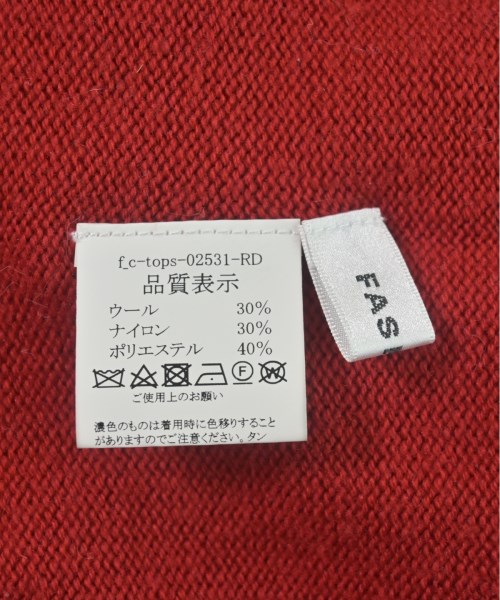 f_c-tops-02531-RD
品質表示
ウール 30%
ナイロン 30%
ポリエステル 40%
ご使用上のお願い
濃色のものは着用時に色移りすること
がありますのでご注意ください。タン
FAS